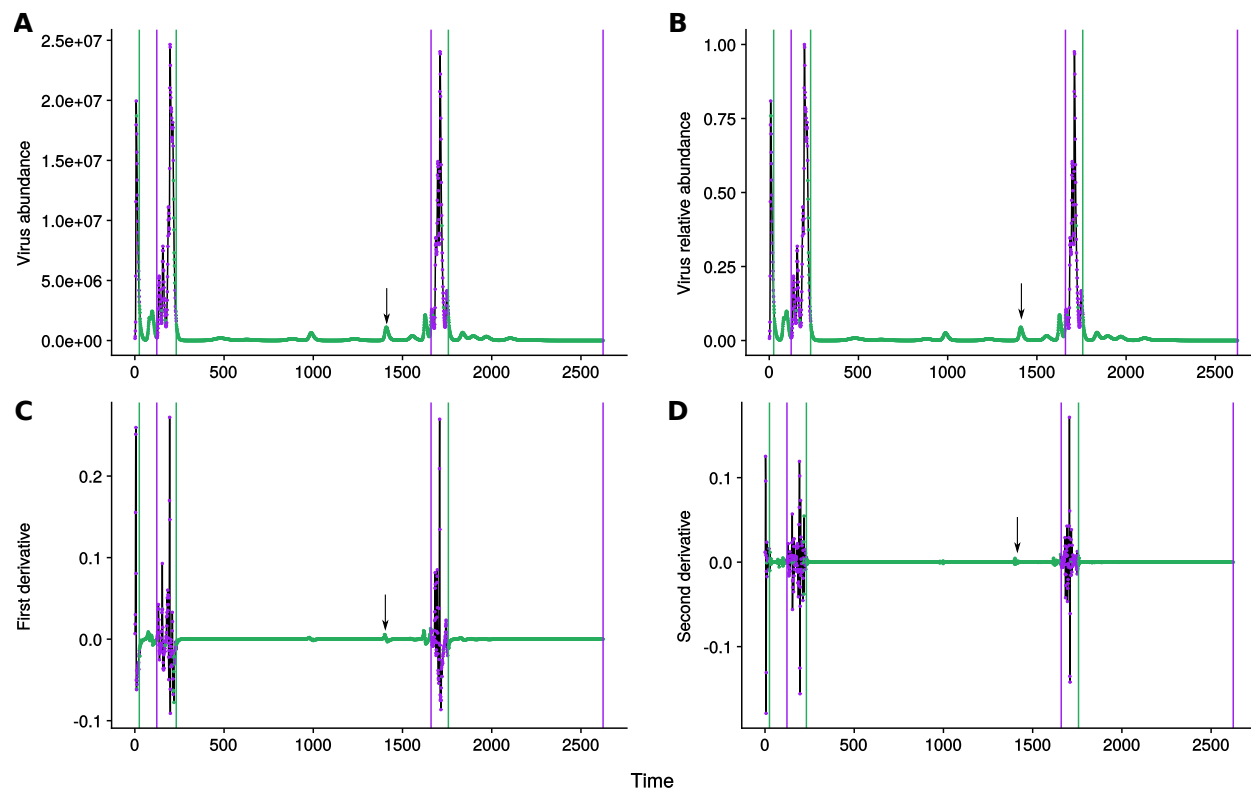 A
Virus abundance
2.5e+07
2.0e+07
1.5e+07
1.0e+07
5.0e+06
0.0e+00
0 500 1000 1500 2000 2500
B
Virus relative abundance
1.00
0.75
0.50
0.25
0.00
0 500 1000 1500 2000 2500
C
First derivative
0.2
0.1
0.0
-0.1
0 500 1000 1500 2000 2500
D
Second derivative
0.1
0.0
-0.1
0 500 1000 1500 2000 2500
Time